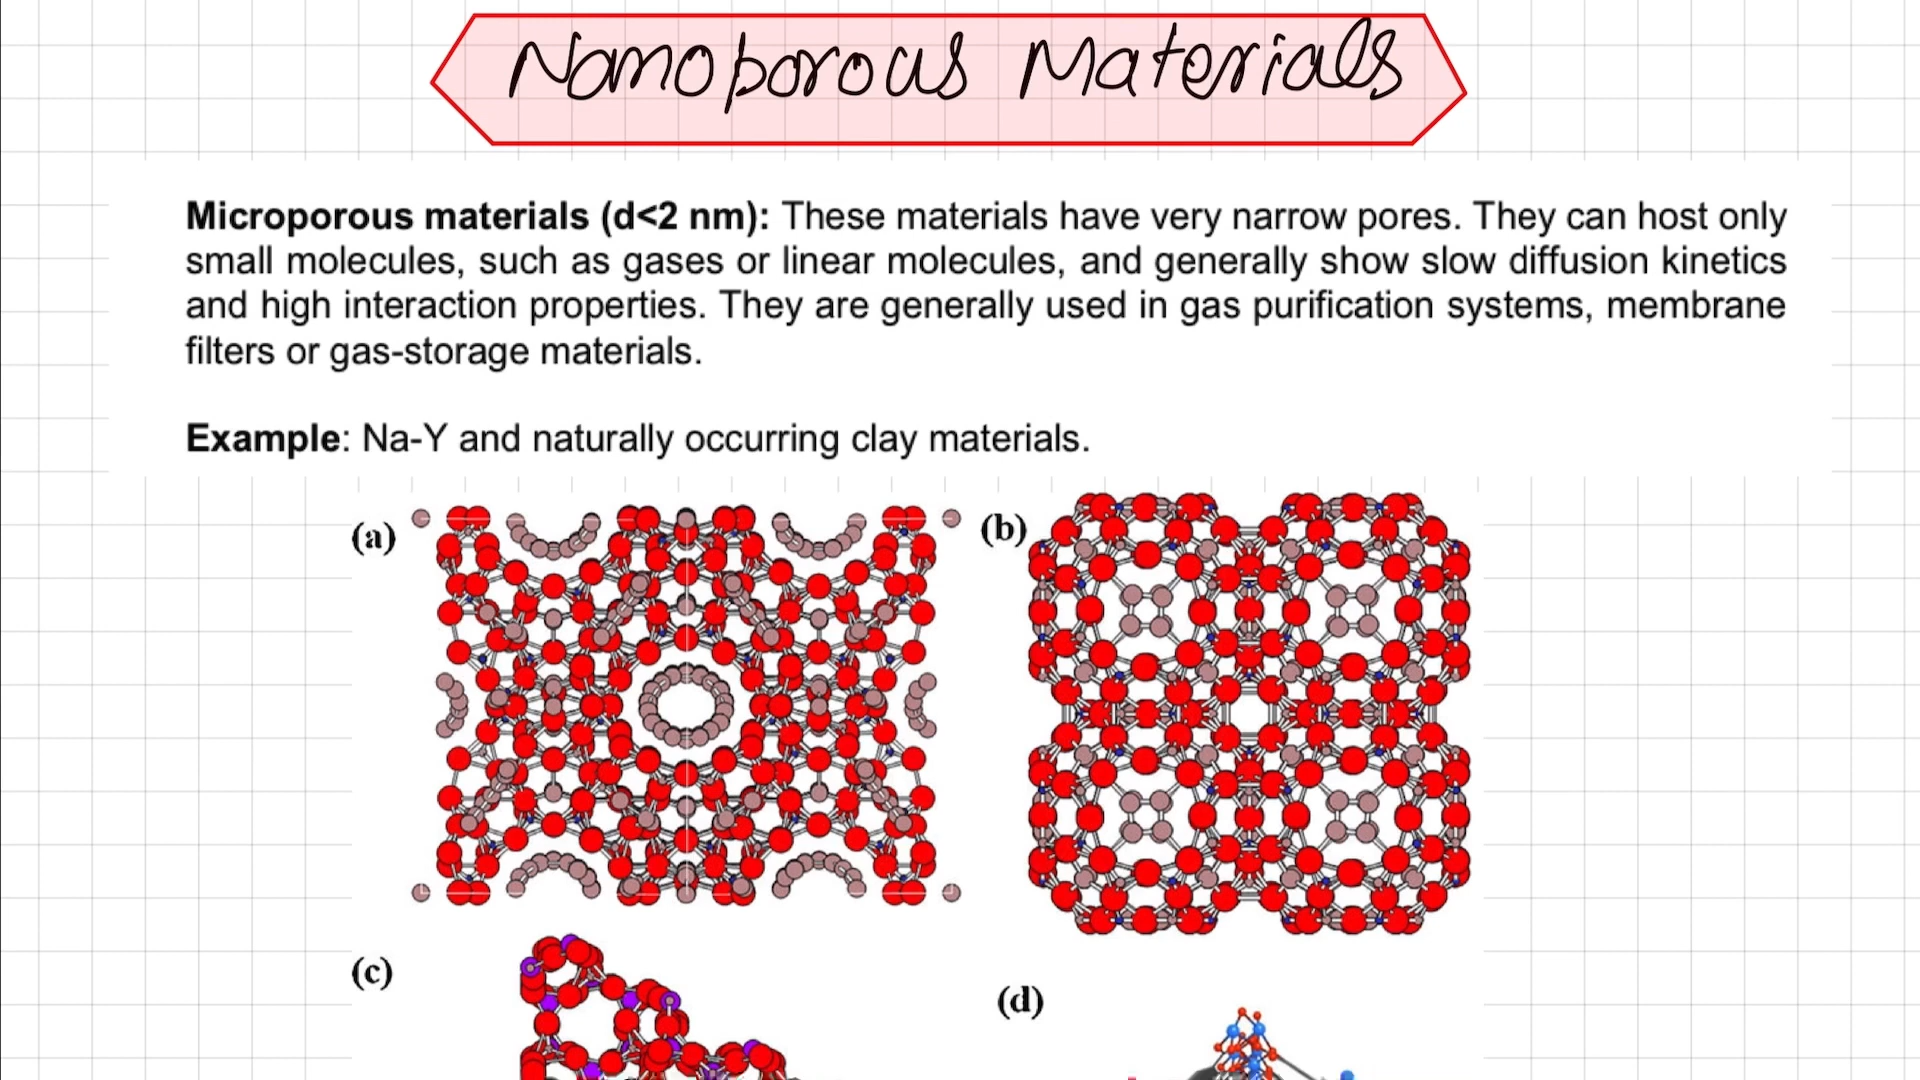 Nanoporous Materials
Microporous materials (d<2 nm): These materials have very narrow pores. They can host only
small molecules, such as gases or linear molecules, and generally show slow diffusion kinetics
and high interaction properties. They are generally used in gas purification systems, membrane
filters or gas-storage materials.
Example: Na-Y and naturally occurring clay materials.
(a)
(b)
(c)
(d)